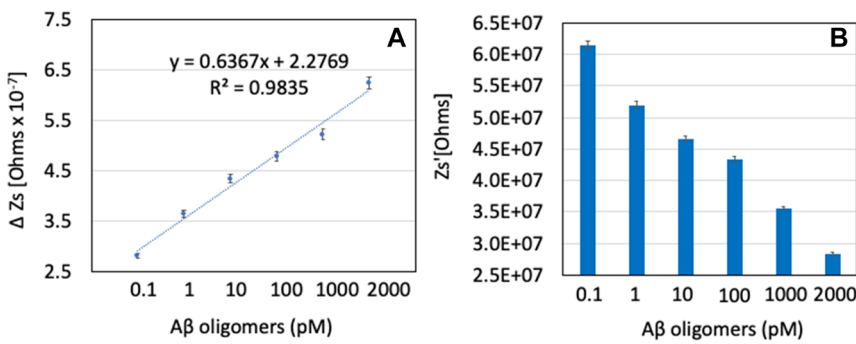 A
y = 0.6367x + 2.2769
R² = 0.9835
Δ Zs [Ohms x 10⁻⁷]
7.5
6.5
5.5
4.5
3.5
2.5
0.1 1 10 100 1000 2000
Aβ oligomers (pM)
B
Zs'[Ohms]
6.5E+07
6.0E+07
5.5E+07
5.0E+07
4.5E+07
4.0E+07
3.5E+07
3.0E+07
2.5E+07
0.1 1 10 100 1000 2000
Aβ oligomers (pM)